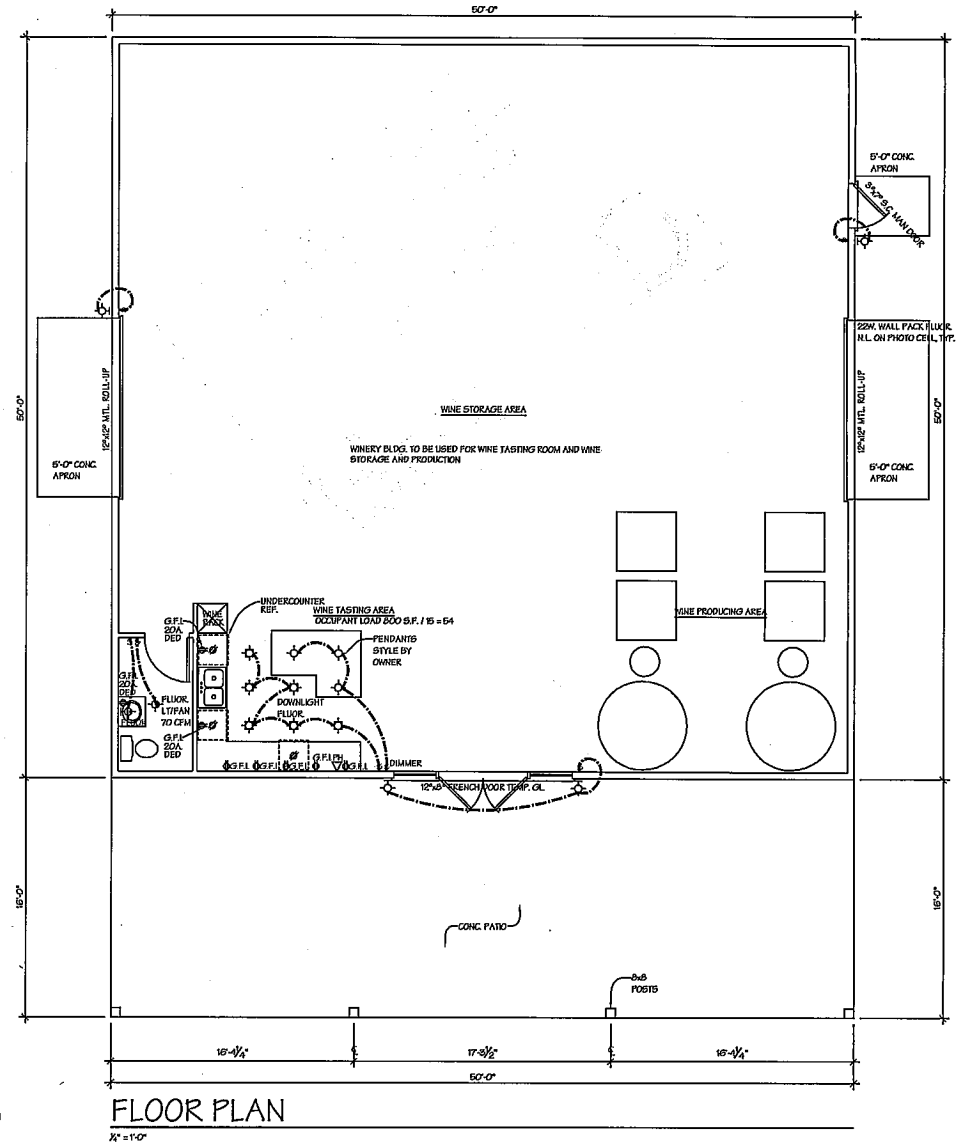 50'-0"
5'-0" CONC.
APRON
3°x7° S.C. MAN DOOR
22W. WALL PACK FLUOR.
N.L. ON PHOTO CELL, TYP.
50'-0"
12°x12° MTL. ROLL-UP
5'-0" CONC.
APRON
WINE STORAGE AREA
WINERY BLDG. TO BE USED FOR WINE TASTING ROOM AND WINE
STORAGE AND PRODUCTION
12°x12° MTL. ROLL-UP
50'-0"
5'-0" CONC.
APRON
UNDERCOUNTER
REF.
WINE
RACK
WINE TASTING AREA
OCCUPANT LOAD 800 S.F. / 15 = 54
WINE PRODUCING AREA
G.F.I.
20A.
DED
PENDANTS
STYLE BY
OWNER
G.F.I.
20A.
DED
FLUOR.
LT/FAN
70 CFM
FLUOR
DOWNLIGHT
FLUOR.
G.F.I.
20A.
DED
G.F.I.
G.F.I.
G.F.I.
G.F.I.
PH
G.F.I.
DIMMER
12°x8° FRENCH DOOR TEMP. GL.
16'-0"
16'-0"
CONC. PATIO
8x8
POSTS
16'-4¼"
17'-3½"
16'-4¼"
50'-0"
FLOOR PLAN
¼" = 1'-0"